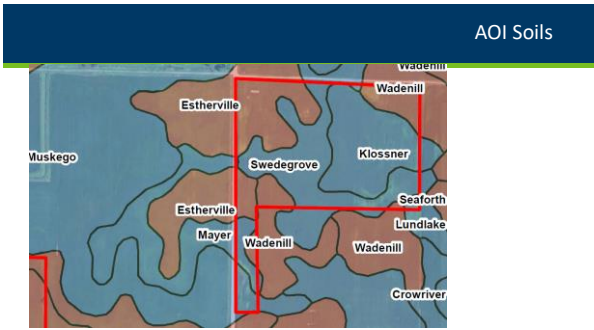 AOI Soils
Wadenill
Wadenill
Estherville
Muskego
Klossner
Swedegrove
Seaforth
Estherville
Lundlake
Mayer
Wadenill
Wadenill
Crowriver